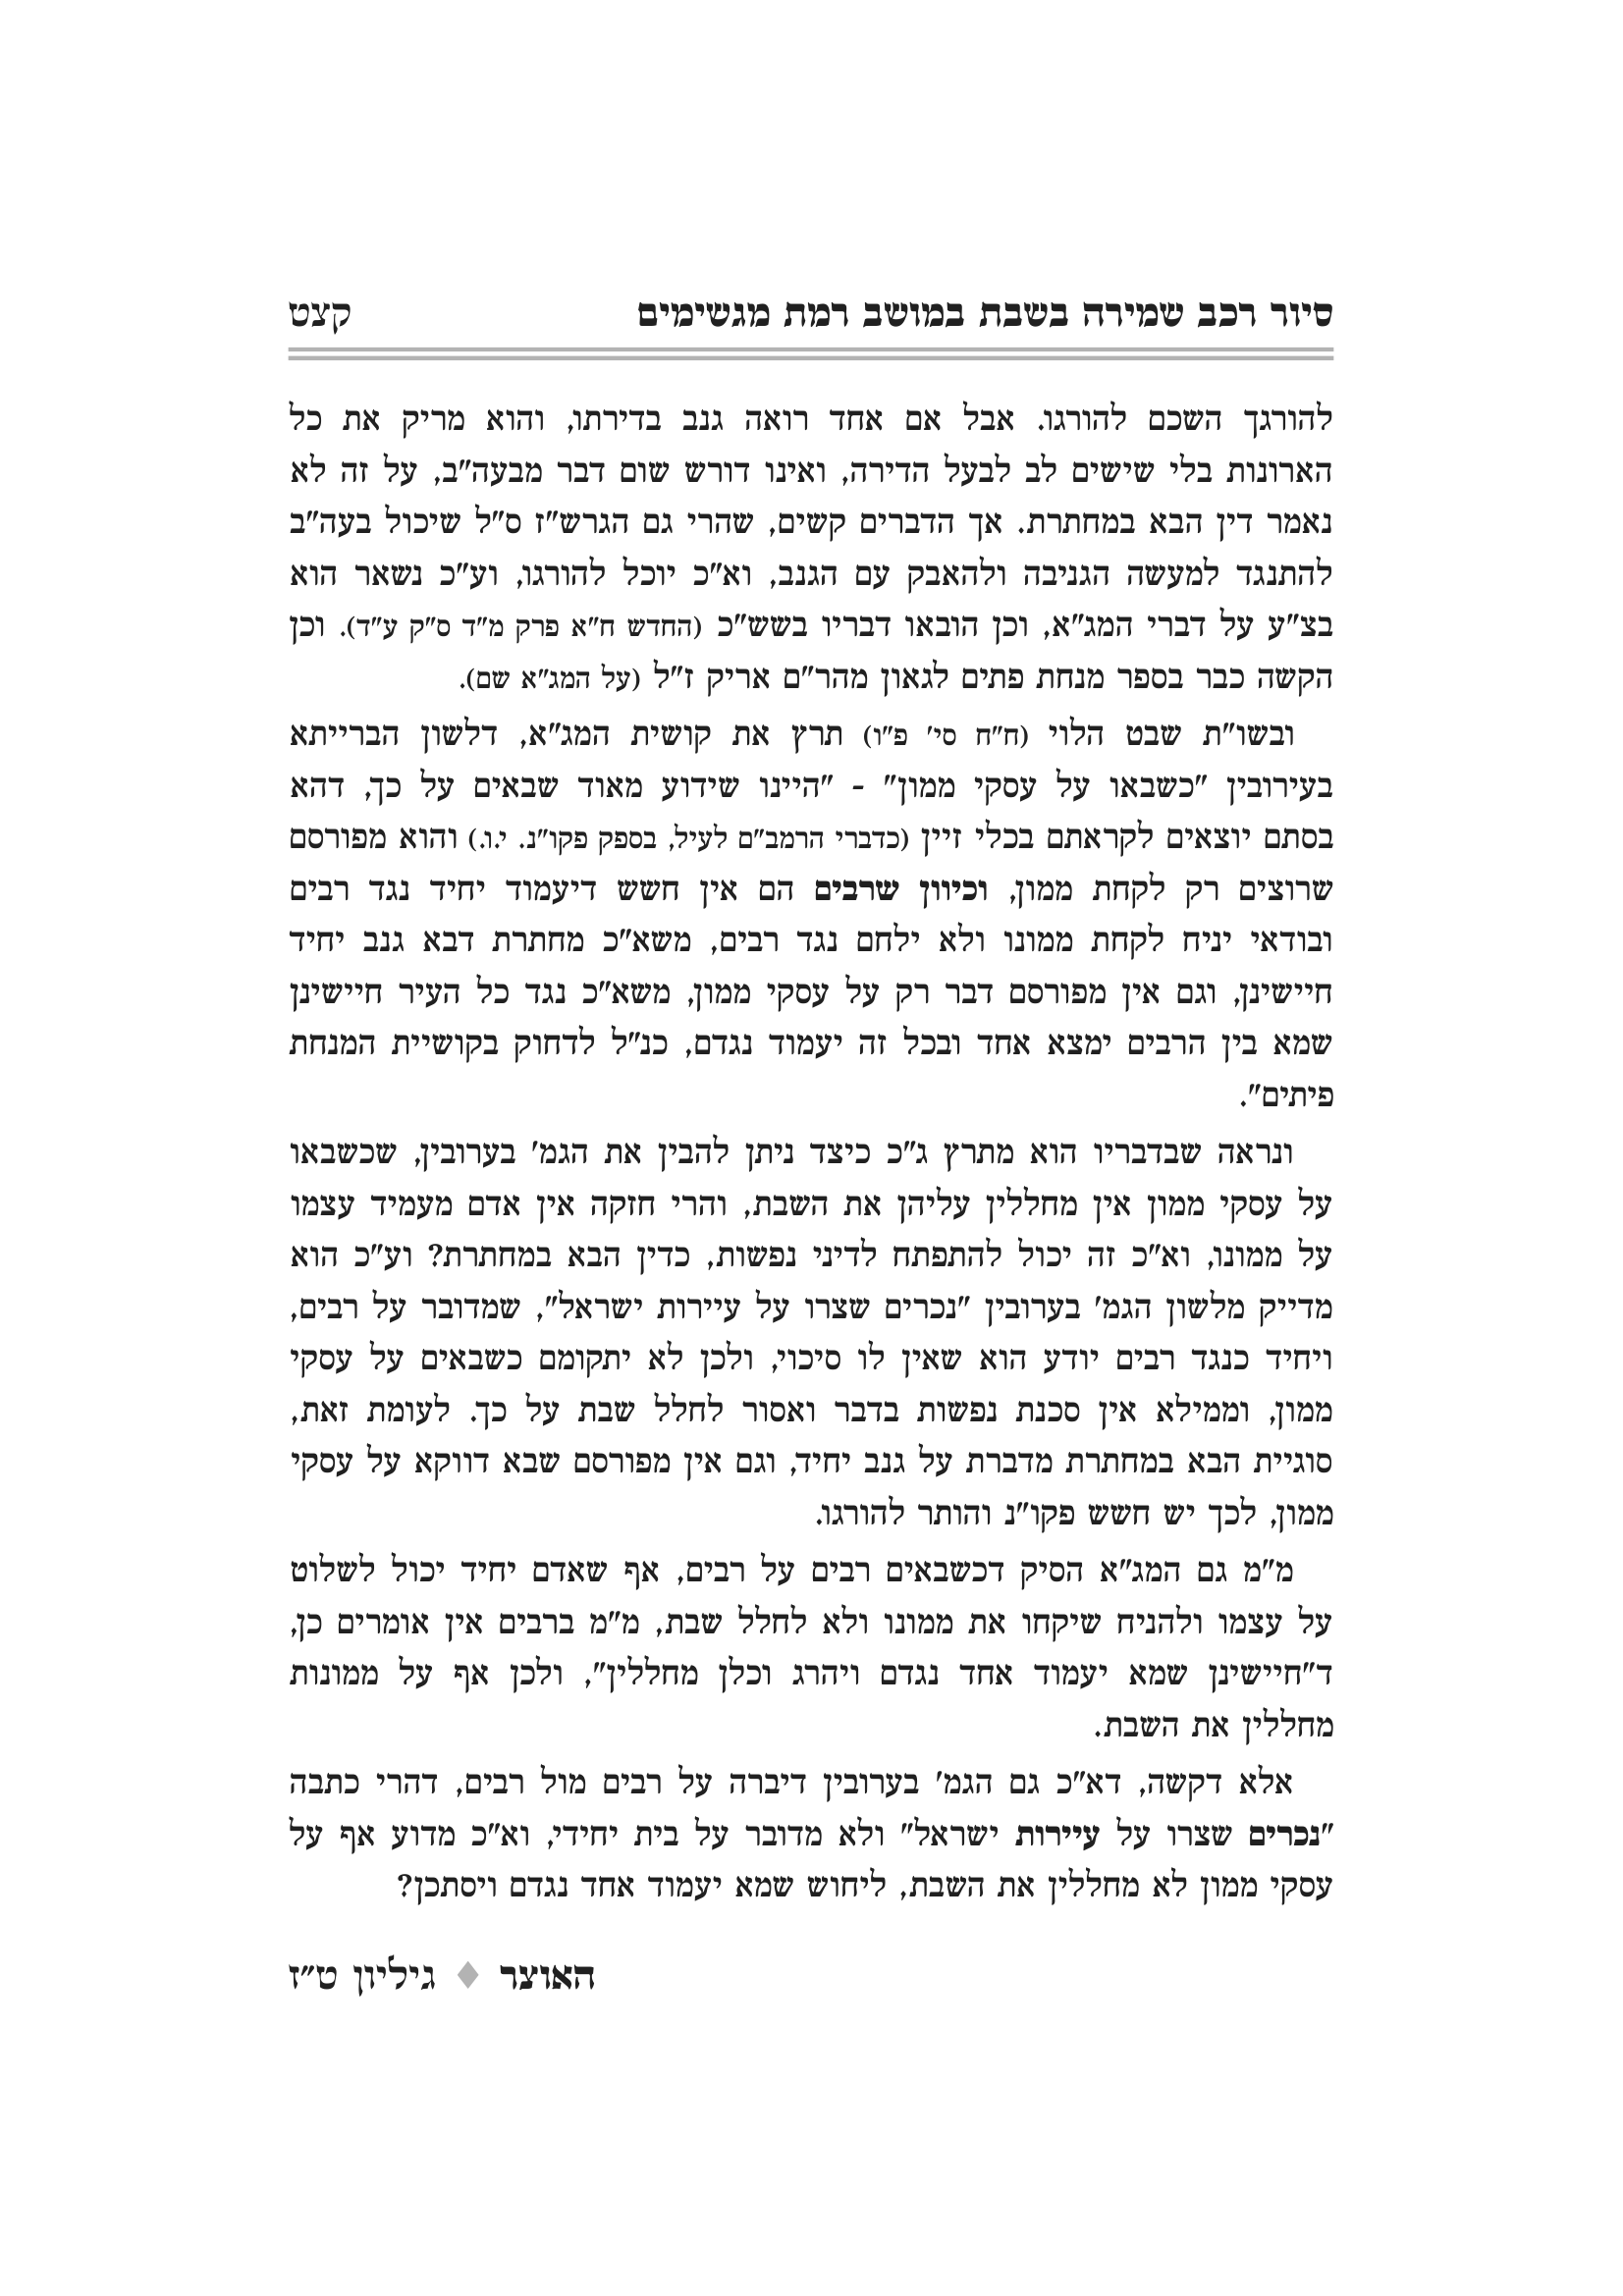 סיור רכב שמירה בשבת במושב רמת מגשימים קצט
להורגך השכם להורגו. אבל אם אחד רואה גנב בדירתו, והוא מריק את כל
הארונות בלי שישים לב לבעל הדירה, ואינו דורש שום דבר מבעה"ב, על זה לא
נאמר דין הבא במחתרת. אך הדברים קשים, שהרי גם הגרש"ז ס"ל שיכול בעה"ב
להתנגד למעשה הגניבה ולהאבק עם הגנב, וא"כ יוכל להורגו, וע"כ נשאר הוא
בצ"ע על דברי המג"א, וכן הובאו דבריו בשש"כ (החדש ח"א פרק מ"ד ס"ק ע"ד). וכן
הקשה כבר בספר מנחת פתים לגאון מהר"ם אריק ז"ל (על המג"א שם).
ובשו"ת שבט הלוי (ח"ח סי' פ"ו) תרץ את קושית המג"א, דלשון הברייתא
בעירובין "כשבאו על עסקי ממון" - "היינו שידוע מאוד שבאים על כך, דהא
בסתם יוצאים לקראתם בכלי זיין (כדברי הרמב"ם לעיל, בספק פקו"נ. י.ו.) והוא מפורסם
שרוצים רק לקחת ממון, וכיוון שרבים הם אין חשש דיעמוד יחיד נגד רבים
ובודאי יניח לקחת ממונו ולא ילחם נגד רבים, משא"כ מחתרת דבא גנב יחיד
חיישינן, וגם אין מפורסם דבר רק על עסקי ממון, משא"כ נגד כל העיר חיישינן
שמא בין הרבים ימצא אחד ובכל זה יעמוד נגדם, כנ"ל לדחוק בקושיית המנחת
פיתים".
ונראה שבדבריו הוא מתרץ ג"כ כיצד ניתן להבין את הגמ' בערובין, שכשבאו
על עסקי ממון אין מחללין עליהן את השבת, והרי חזקה אין אדם מעמיד עצמו
על ממונו, וא"כ זה יכול להתפתח לדיני נפשות, כדין הבא במחתרת? וע"כ הוא
מדייק מלשון הגמ' בערובין "נכרים שצרו על עיירות ישראל", שמדובר על רבים,
ויחיד כנגד רבים יודע הוא שאין לו סיכוי, ולכן לא יתקומם כשבאים על עסקי
ממון, וממילא אין סכנת נפשות בדבר ואסור לחלל שבת על כך. לעומת זאת,
סוגיית הבא במחתרת מדברת על גנב יחיד, וגם אין מפורסם שבא דווקא על עסקי
ממון, לכך יש חשש פקו"נ והותר להורגו.
מ"מ גם המג"א הסיק דכשבאים רבים על רבים, אף שאדם יחיד יכול לשלוט
על עצמו ולהניח שיקחו את ממונו ולא לחלל שבת, מ"מ ברבים אין אומרים כן,
ד"חיישינן שמא יעמוד אחד נגדם ויהרג וכלן מחללין", ולכן אף על ממונות
מחללין את השבת.
אלא דקשה, דא"כ גם הגמ' בערובין דיברה על רבים מול רבים, דהרי כתבה
"נכרים שצרו על עיירות ישראל" ולא מדובר על בית יחידי, וא"כ מדוע אף על
עסקי ממון לא מחללין את השבת, ליחוש שמא יעמוד אחד נגדם ויסתכן?
האוצר ♦ גיליון ט"ז